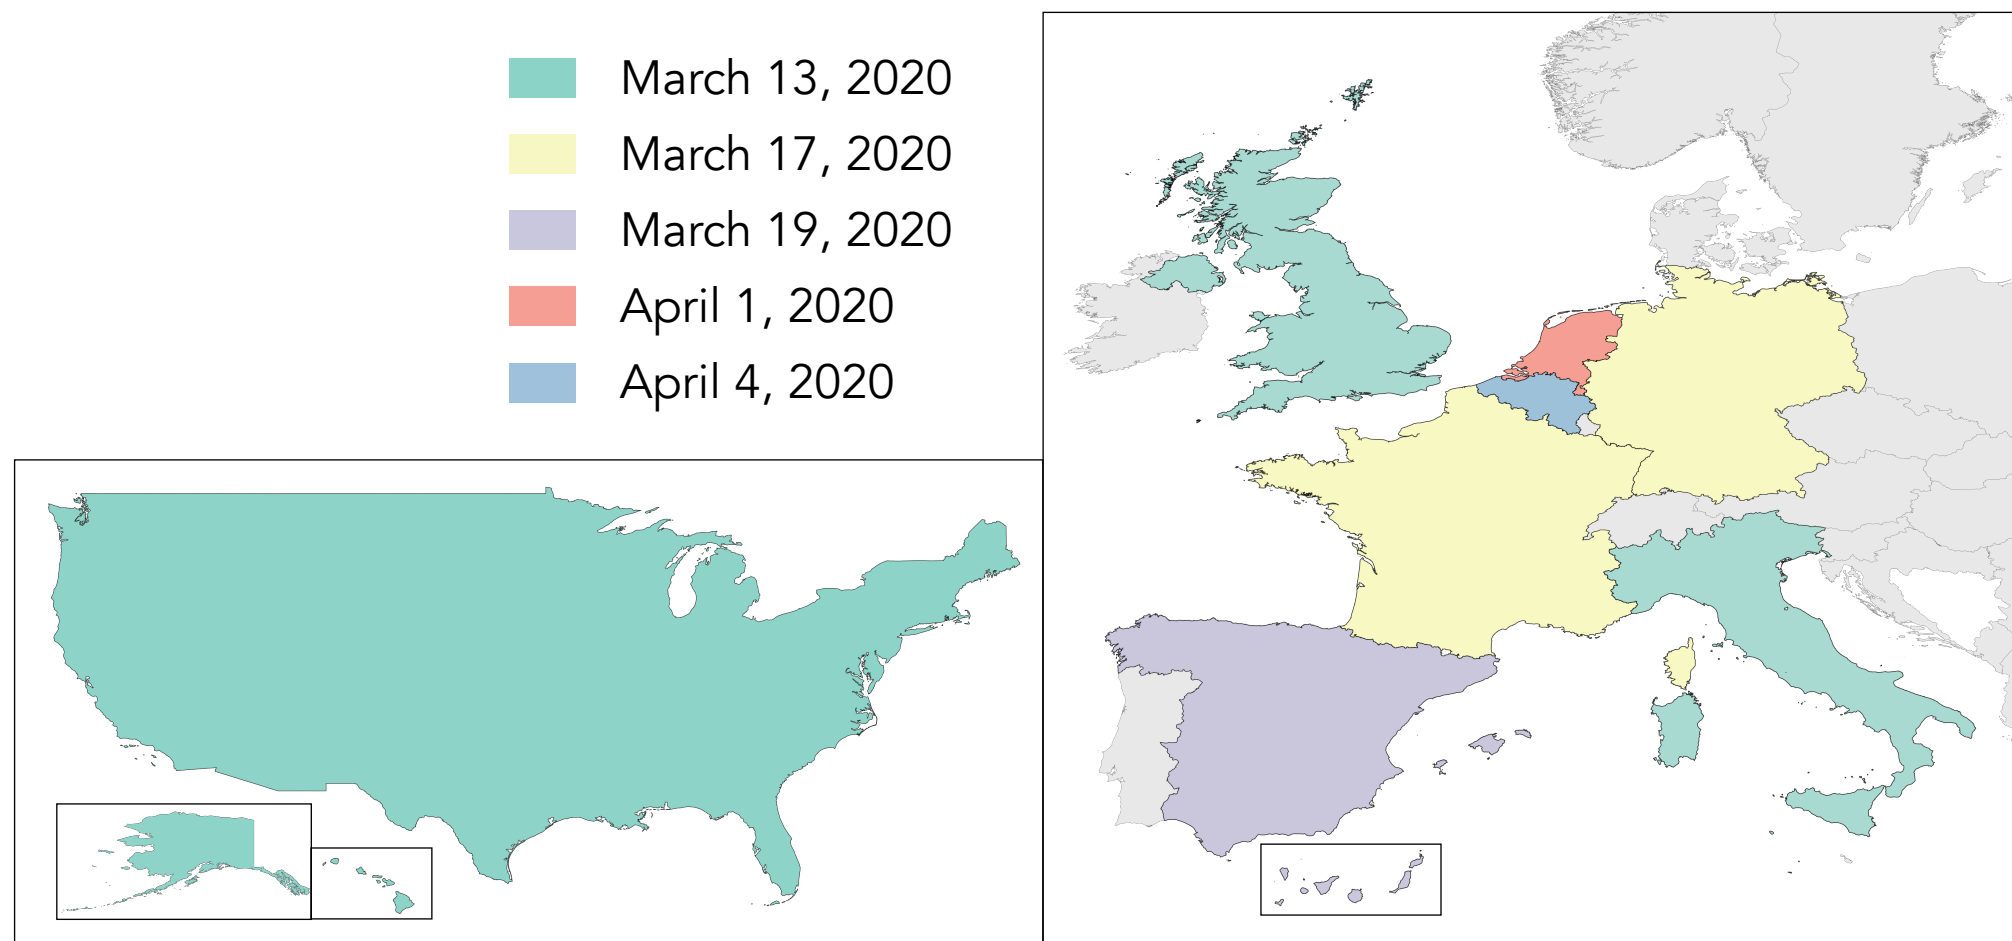 March 13, 2020
March 17, 2020
March 19, 2020
April 1, 2020
April 4, 2020